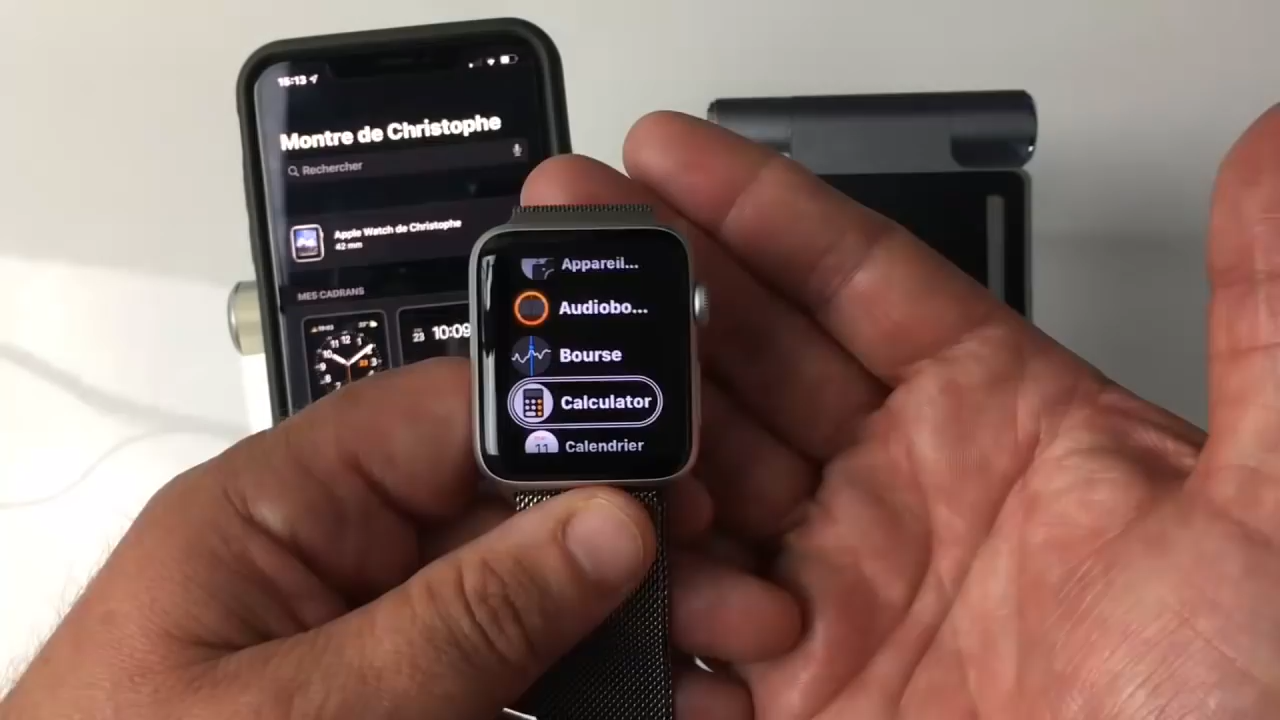 15:13
Montre de Christophe
Rechercher
Apple Watch de Christophe
42 mm
MES CADRANS
10:09
23
Appareil...
Audiobo...
Bourse
Calculator
11
Calendrier